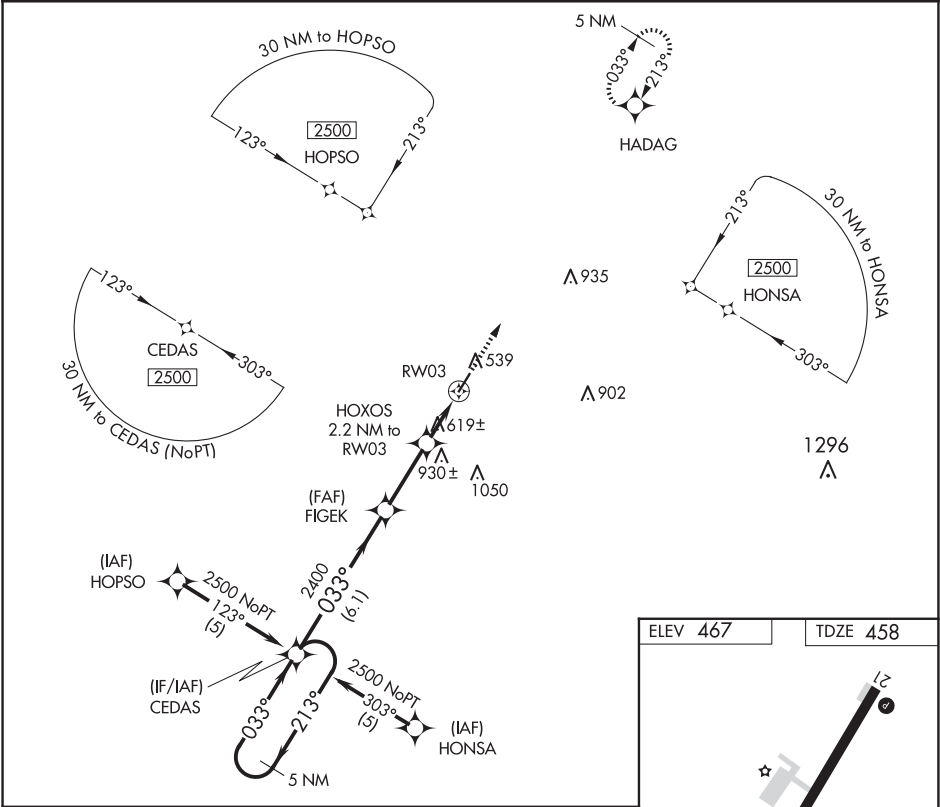 30 NM to HOPSO
123°
2500
HOPSO
213°
5 NM
033°
213°
HADAG
213°
30 NM to HONSA
2500
HONSA
303°
123°
CEDAS
2500
303°
30 NM to CEDAS (NoPT)
935
RW03
539
902
HOXOS
2.2 NM to
RW03
619±
930±
1050
1296
(FAF)
FIGEK
2400
033°
(6.1)
(IAF)
HOPSO
2500 NoPT
123°
(5)
(IF/IAF)
CEDAS
033°
213°
5 NM
2500 NoPT
303°
(5)
(IAF)
HONSA
ELEV 467
TDZE 458
21
P